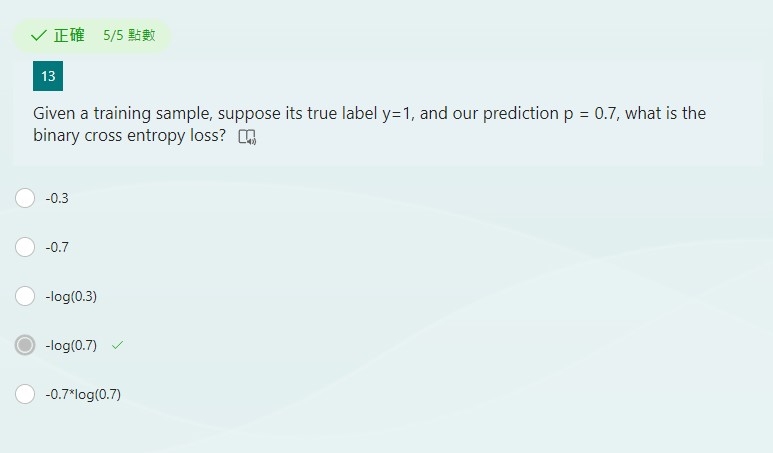 正確 5/5 點數
13
Given a training sample, suppose its true label y=1, and our prediction p = 0.7, what is the
binary cross entropy loss?
-0.3
-0.7
-log(0.3)
-log(0.7)
-0.7*log(0.7)